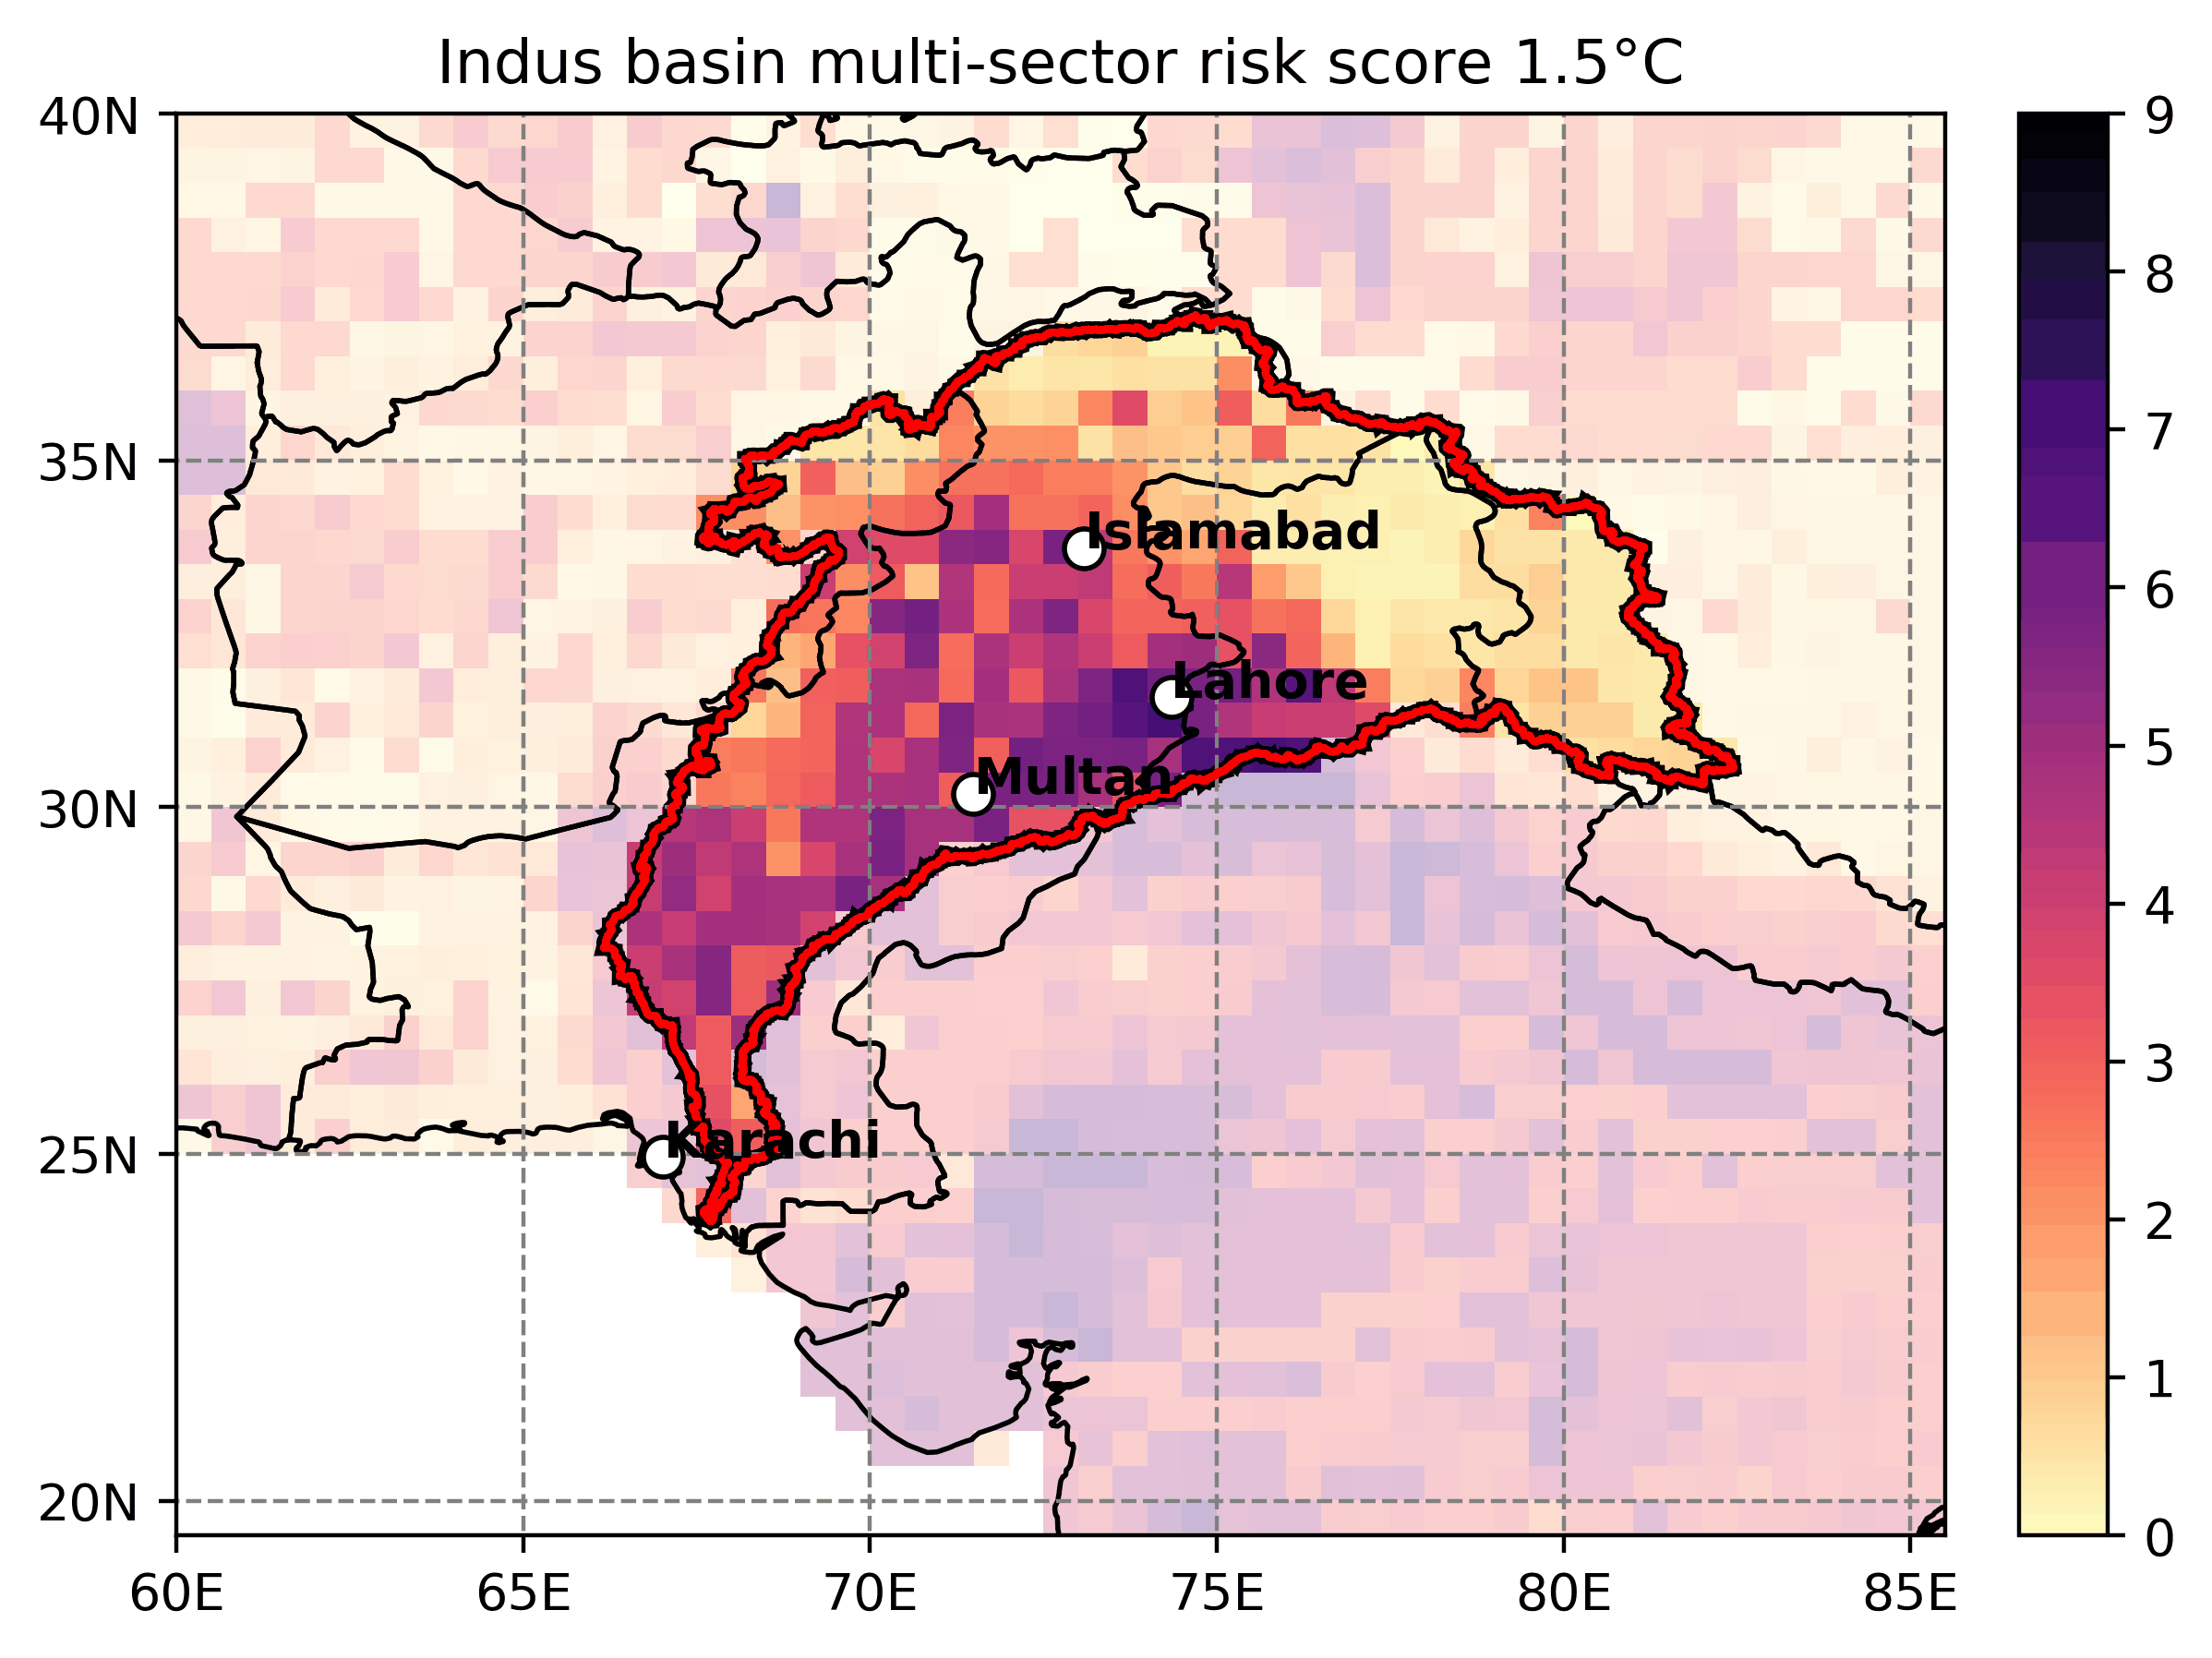 Indus basin multi-sector risk score 1.5°C
40N
35N
30N
25N
20N
60E
65E
70E
75E
80E
85E
Islamabad
Lahore
Multan
Karachi
9
8
7
6
5
4
3
2
1
0